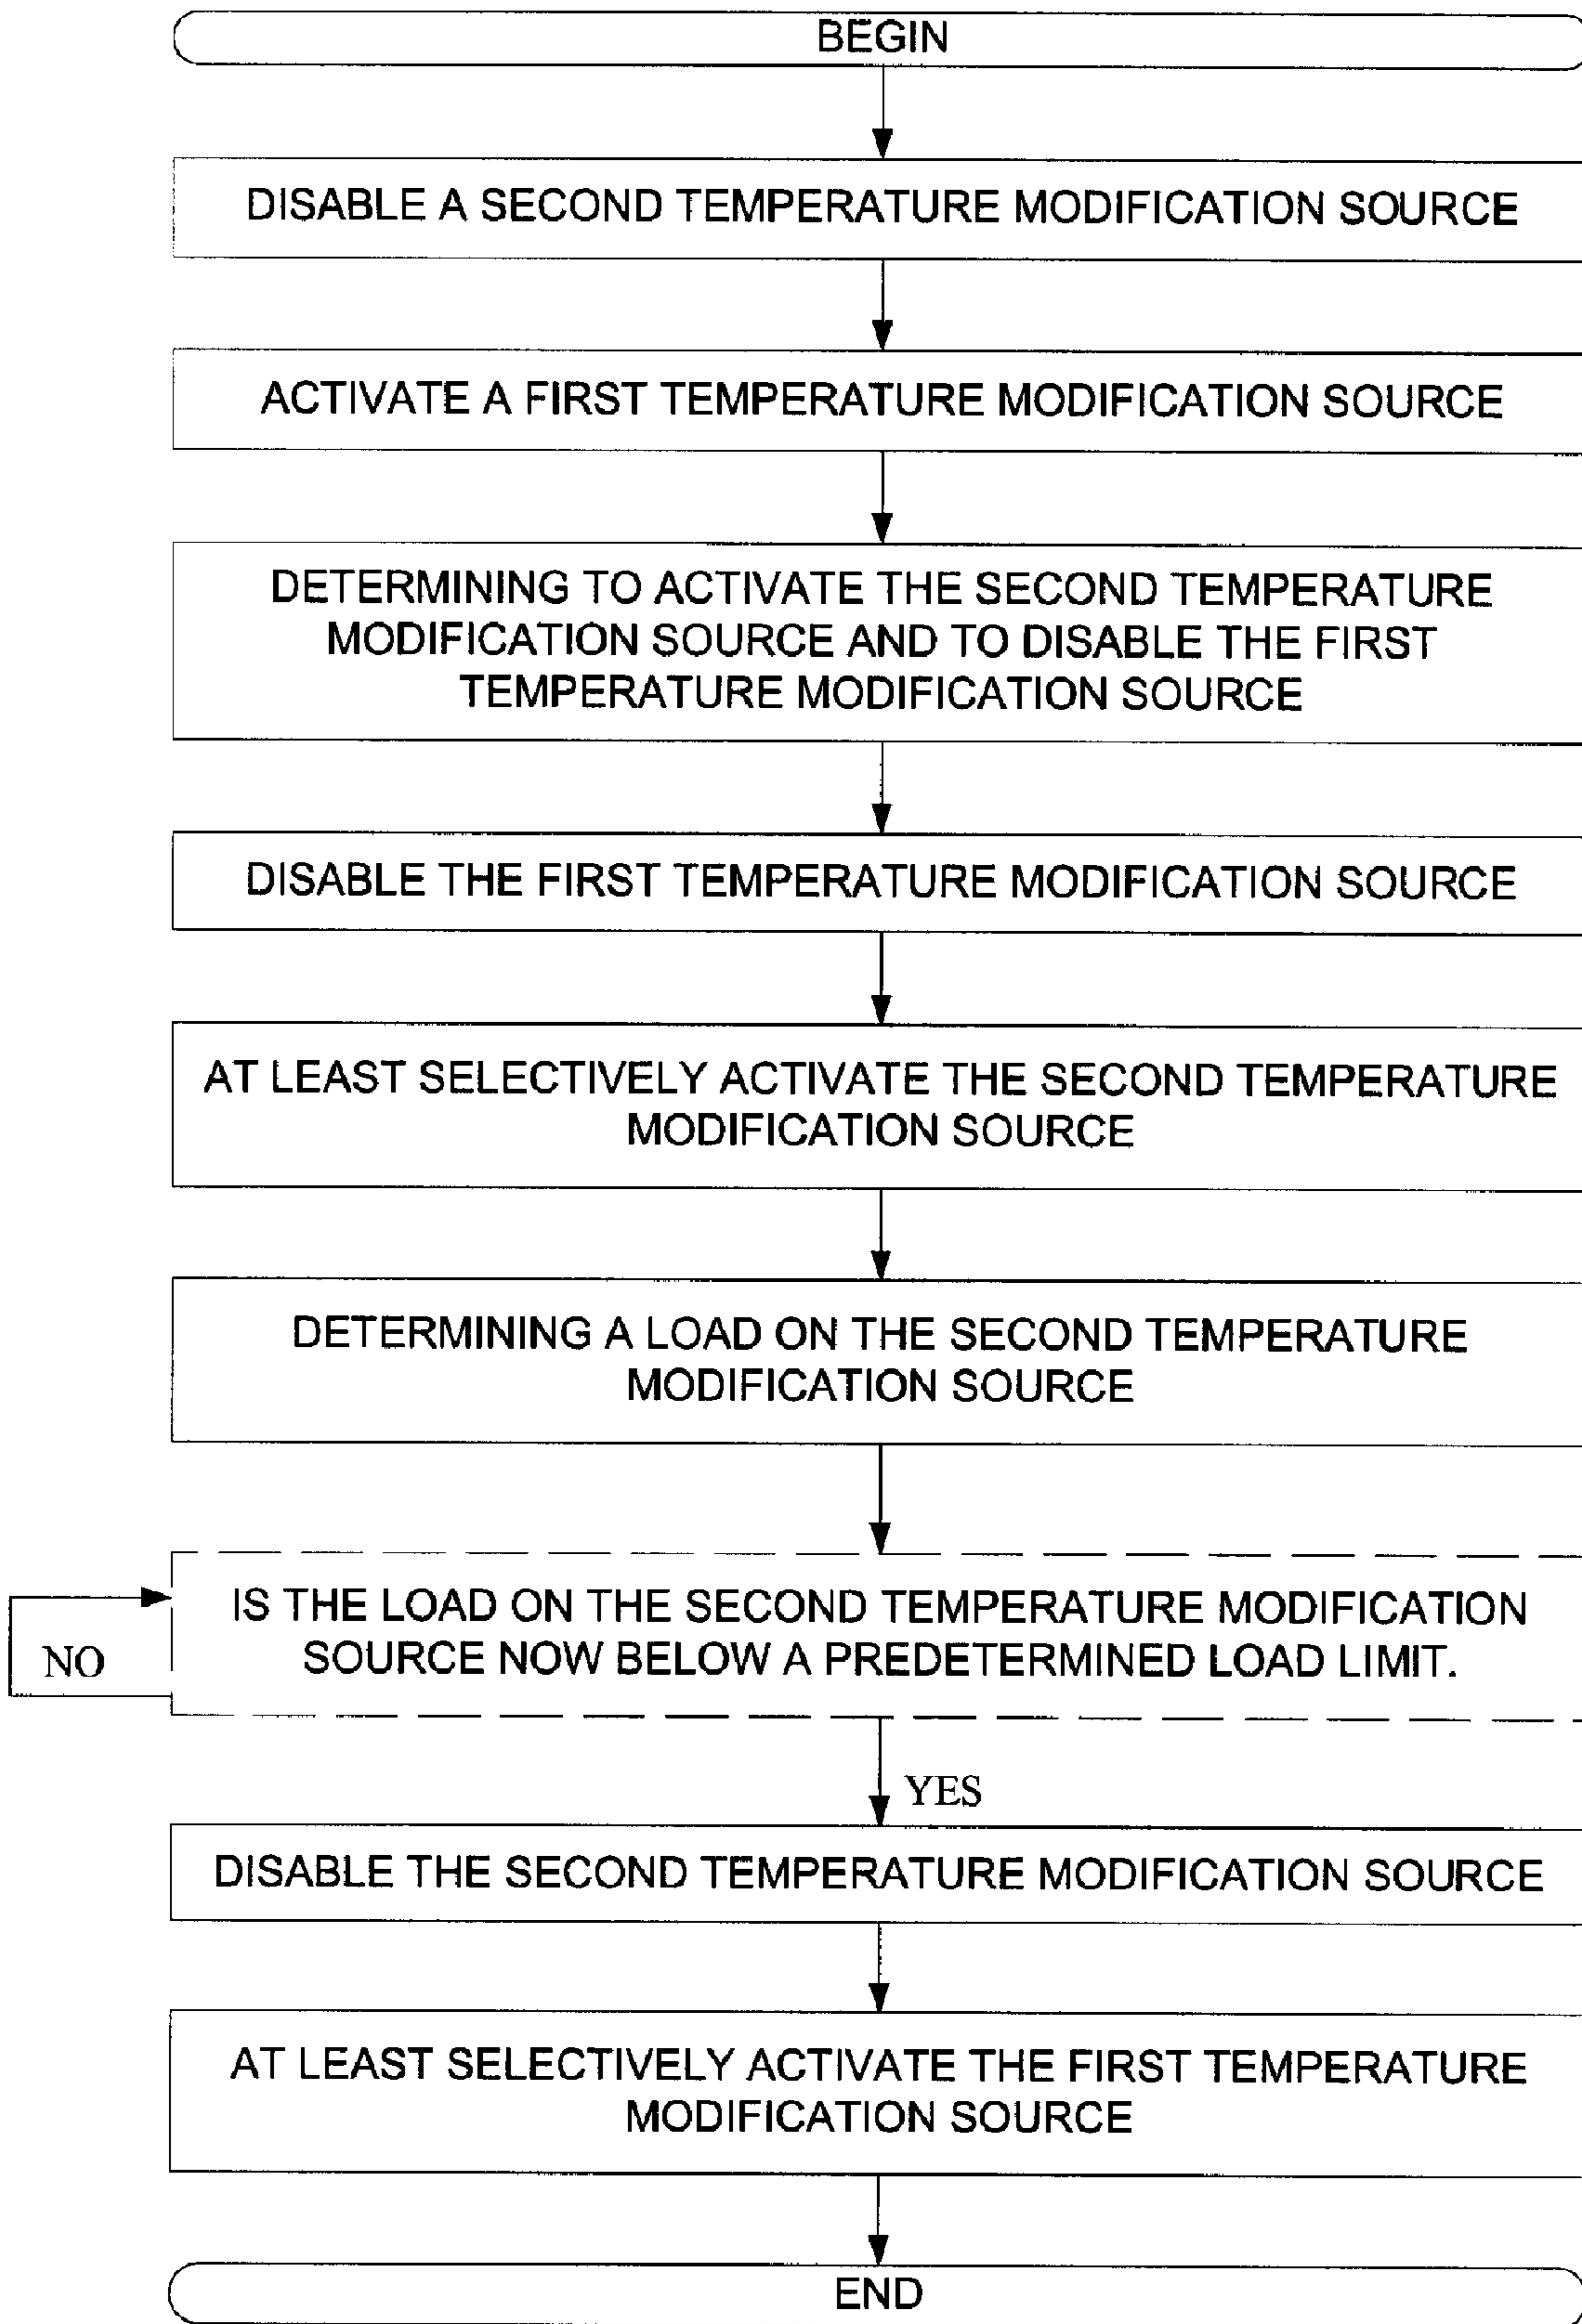 BEGIN
DISABLE A SECOND TEMPERATURE MODIFICATION SOURCE
ACTIVATE A FIRST TEMPERATURE MODIFICATION SOURCE
DETERMINING TO ACTIVATE THE SECOND TEMPERATURE
MODIFICATION SOURCE AND TO DISABLE THE FIRST
TEMPERATURE MODIFICATION SOURCE
DISABLE THE FIRST TEMPERATURE MODIFICATION SOURCE
AT LEAST SELECTIVELY ACTIVATE THE SECOND TEMPERATURE
MODIFICATION SOURCE
DETERMINING A LOAD ON THE SECOND TEMPERATURE
MODIFICATION SOURCE
IS THE LOAD ON THE SECOND TEMPERATURE MODIFICATION
SOURCE NOW BELOW A PREDETERMINED LOAD LIMIT.
NO
YES
DISABLE THE SECOND TEMPERATURE MODIFICATION SOURCE
AT LEAST SELECTIVELY ACTIVATE THE FIRST TEMPERATURE
MODIFICATION SOURCE
END